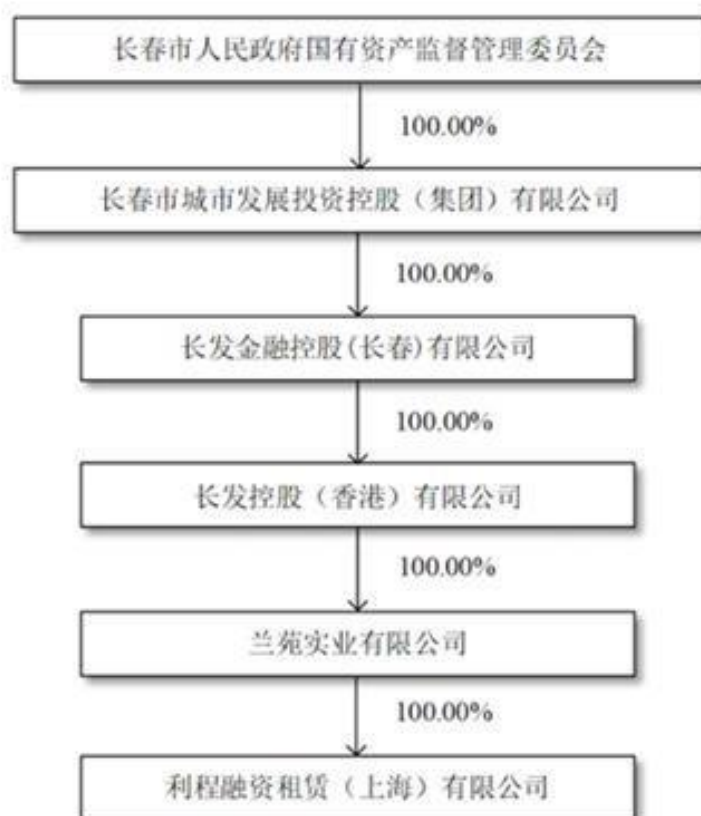 长春市人民政府国有资产监督管理委员会
100.00%
长春市城市发展投资控股（集团）有限公司
100.00%
长发金融控股(长春)有限公司
100.00%
长发控股（香港）有限公司
100.00%
兰苑实业有限公司
100.00%
利程融资租赁（上海）有限公司